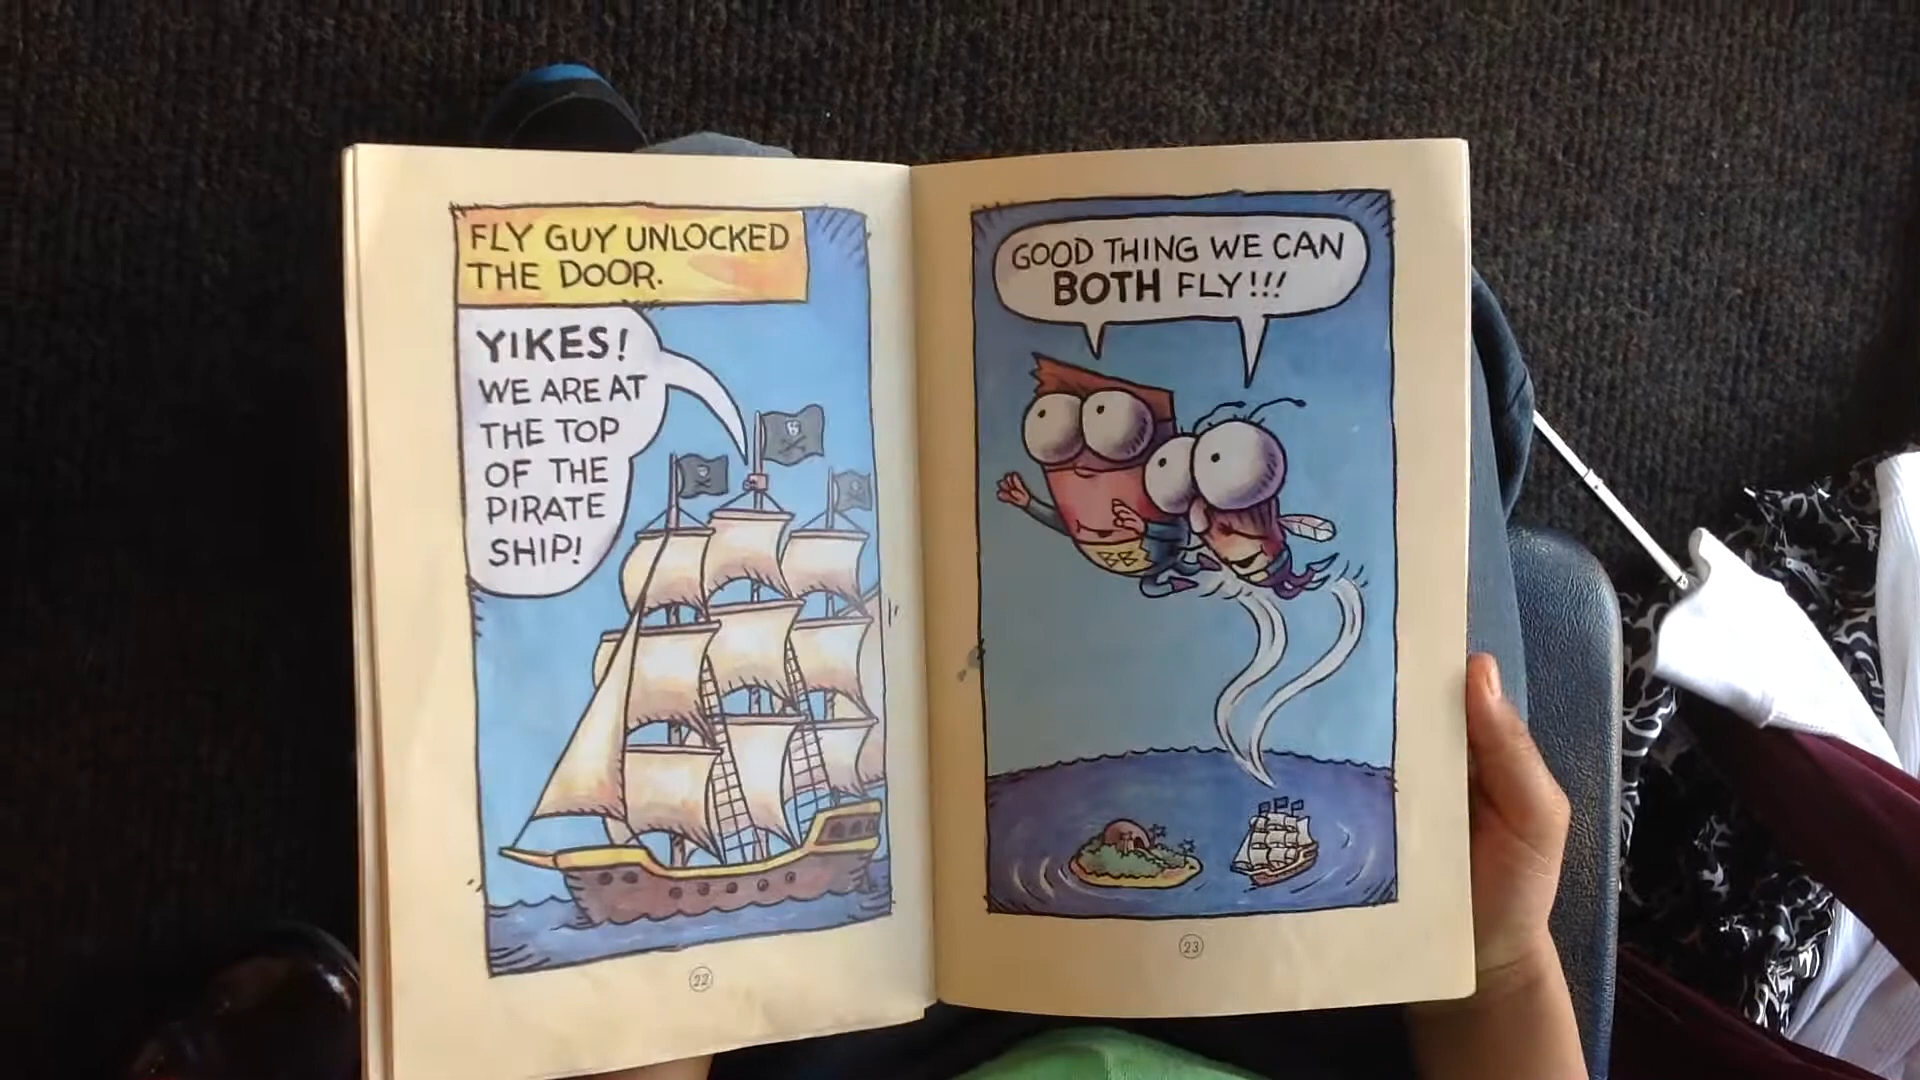 FLY GUY UNLOCKED
THE DOOR.
YIKES!
WE ARE AT
THE TOP
OF THE
PIRATE
SHIP!
22
GOOD THING WE CAN
BOTH FLY!!!
BB
23